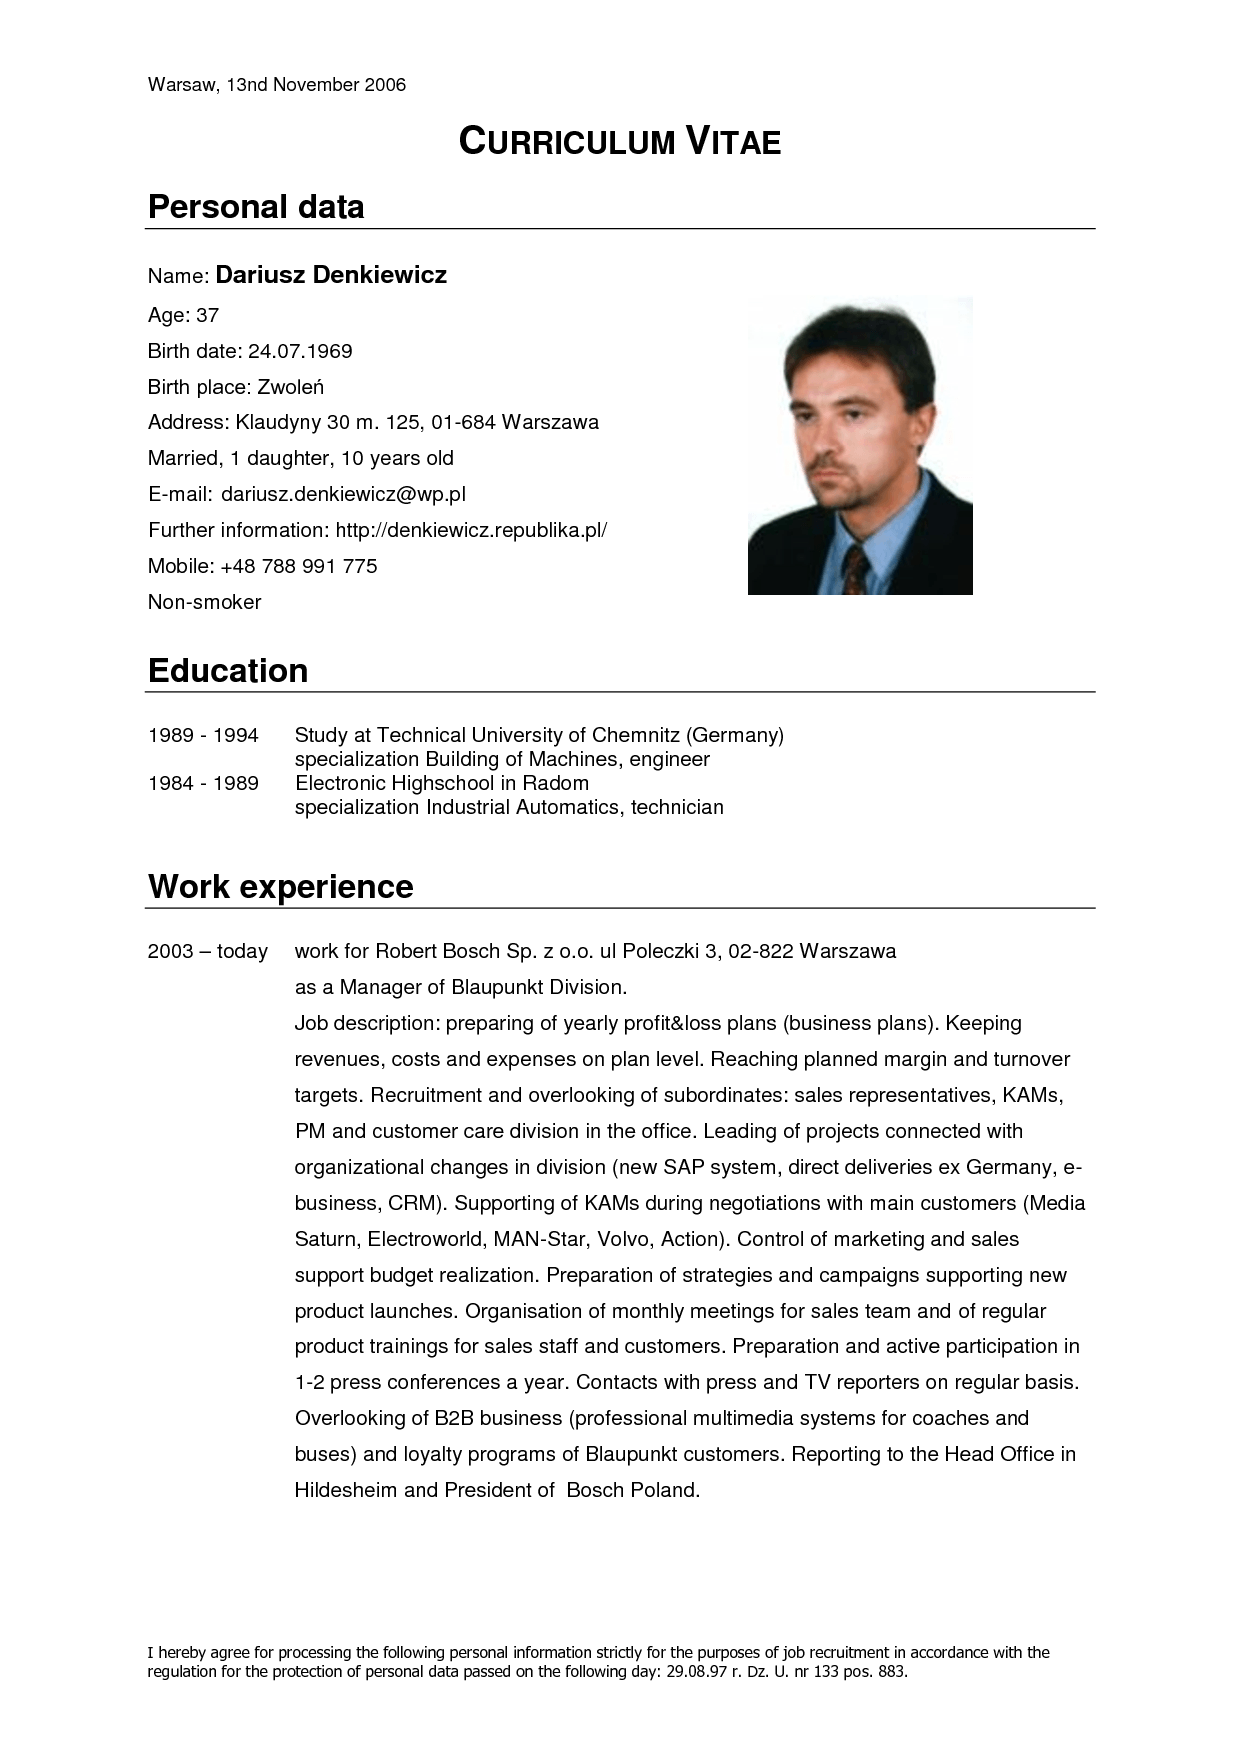 Warsaw, 13nd November 2006
CURRICULUM VITAE
Personal data
Name: Dariusz Denkiewicz
Age: 37
Birth date: 24.07.1969
Birth place: Zwoleń
Address: Klaudyny 30 m. 125, 01-684 Warszawa
Married, 1 daughter, 10 years old
E-mail: dariusz.denkiewicz@wp.pl
Further information: http://denkiewicz.republika.pl/
Mobile: +48 788 991 775
Non-smoker
Education
1989 - 1994 Study at Technical University of Chemnitz (Germany)
specialization Building of Machines, engineer
1984 - 1989 Electronic Highschool in Radom
specialization Industrial Automatics, technician
Work experience
2003 – today work for Robert Bosch Sp. z o.o. ul Poleczki 3, 02-822 Warszawa
as a Manager of Blaupunkt Division.
Job description: preparing of yearly profit&loss plans (business plans). Keeping
revenues, costs and expenses on plan level. Reaching planned margin and turnover
targets. Recruitment and overlooking of subordinates: sales representatives, KAMs,
PM and customer care division in the office. Leading of projects connected with
organizational changes in division (new SAP system, direct deliveries ex Germany, e-
business, CRM). Supporting of KAMs during negotiations with main customers (Media
Saturn, Electroworld, MAN-Star, Volvo, Action). Control of marketing and sales
support budget realization. Preparation of strategies and campaigns supporting new
product launches. Organisation of monthly meetings for sales team and of regular
product trainings for sales staff and customers. Preparation and active participation in
1-2 press conferences a year. Contacts with press and TV reporters on regular basis.
Overlooking of B2B business (professional multimedia systems for coaches and
buses) and loyalty programs of Blaupunkt customers. Reporting to the Head Office in
Hildesheim and President of Bosch Poland.
I hereby agree for processing the following personal information strictly for the purposes of job recruitment in accordance with the
regulation for the protection of personal data passed on the following day: 29.08.97 r. Dz. U. nr 133 pos. 883.